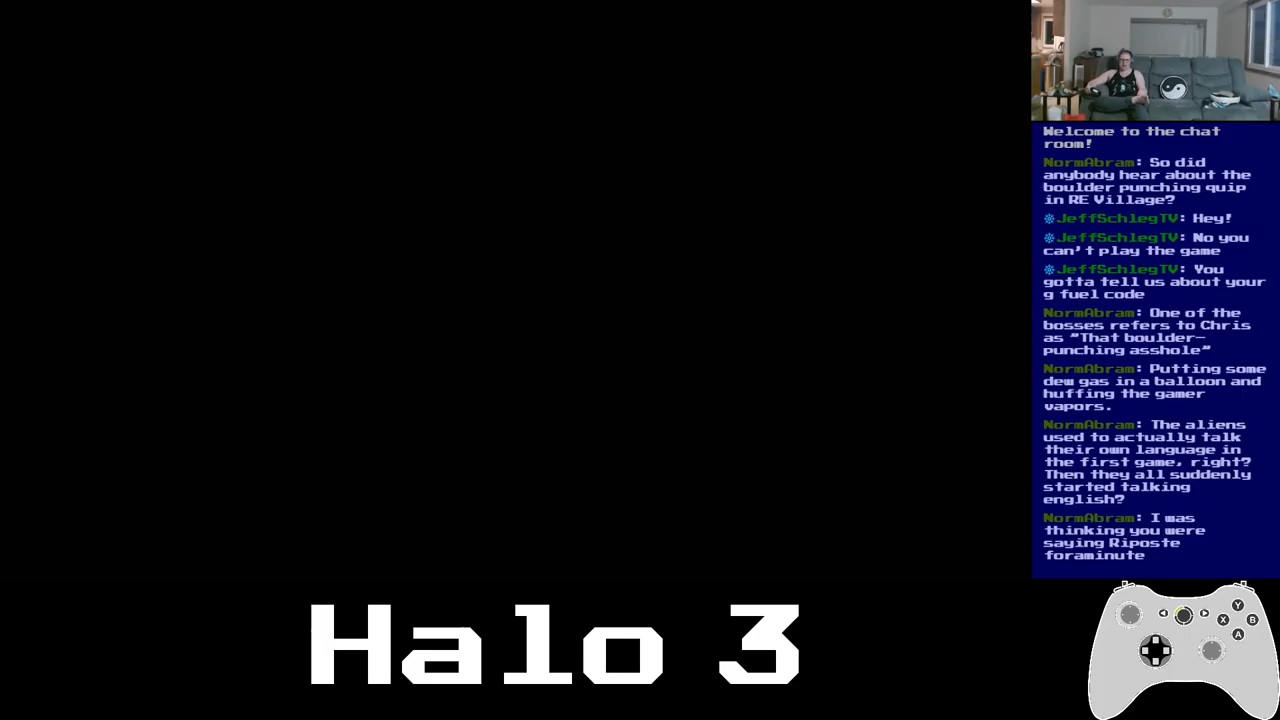 Welcome to the chat
room!
NormAbram: So did
anybody hear about the
boulder punching quip
in RE Village?
JeffSchlegTV: Hey!
JeffSchlegTV: No you
can't play the game
JeffSchlegTV: You
gotta tell us about your
g fuel code
NormAbram: One of the
bosses refers to Chris
as "That boulder-
punching asshole"
NormAbram: Putting some
dew gas in a balloon and
huffing the gamer
vapors.
NormAbram: The aliens
used to actually talk
their own language in
the first game, right?
Then they all suddenly
started talking
english?
NormAbram: I was
thinking you were
saying Riposte
foraminute
Halo 3
Y
X
B
A